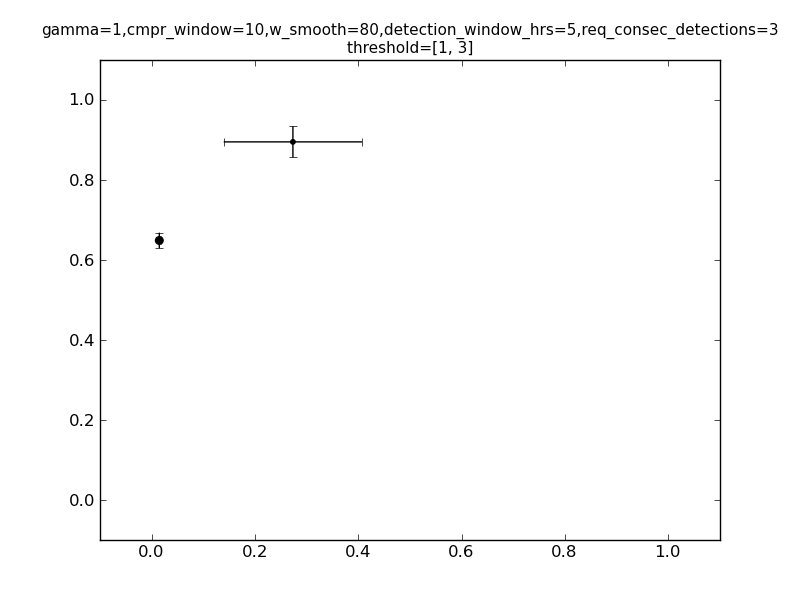 gamma=1,cmpr_window=10,w_smooth=80,detection_window_hrs=5,req_consec_detections=3
threshold=[1, 3]
1.0
0.8
0.6
0.4
0.2
0.0
0.0 0.2 0.4 0.6 0.8 1.0